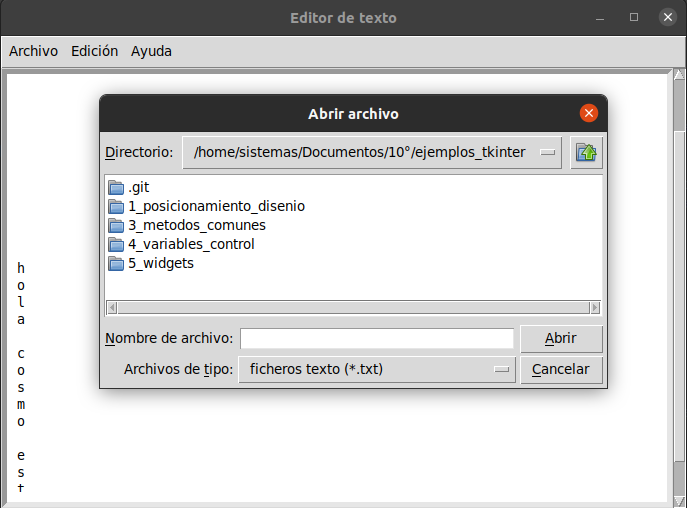 Editor de texto
Archivo Edición Ayuda
Abrir archivo
Directorio: /home/sistemas/Documentos/10°/ejemplos_tkinter
.git
1_posicionamiento_disenio
3_metodos_comunes
4_variables_control
5_widgets
Nombre de archivo: Abrir
Archivos de tipo: ficheros texto (*.txt) Cancelar
h
o
l
a
c
o
s
m
o
e
s
t